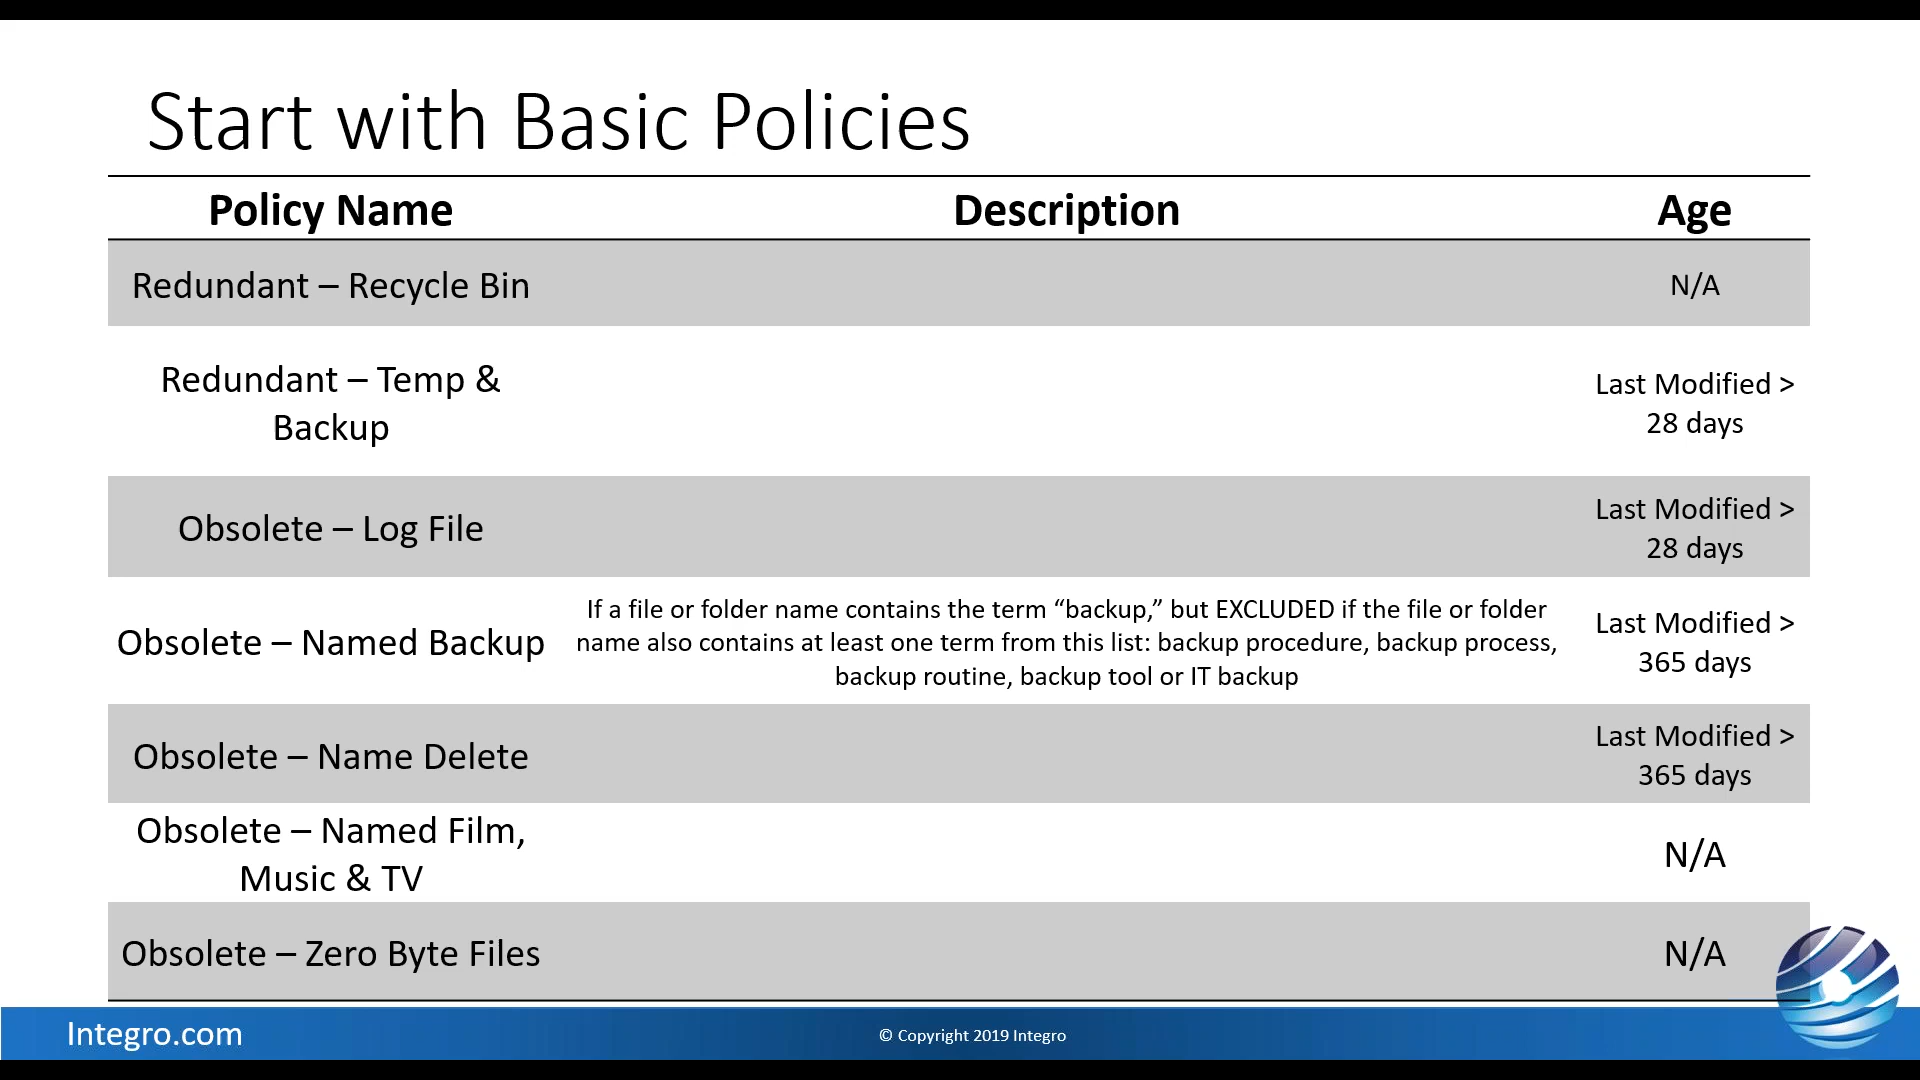 Start with Basic Policies
Policy Name Description Age
Redundant – Recycle Bin N/A
Redundant – Temp &
Backup
Last Modified >
28 days
Obsolete – Log File
Last Modified >
28 days
Obsolete – Named Backup
If a file or folder name contains the term “backup,” but EXCLUDED if the file or folder
name also contains at least one term from this list: backup procedure, backup process,
backup routine, backup tool or IT backup
Last Modified >
365 days
Obsolete – Name Delete
Last Modified >
365 days
Obsolete – Named Film,
Music & TV
N/A
Obsolete – Zero Byte Files N/A
Integro.com
© Copyright 2019 Integro